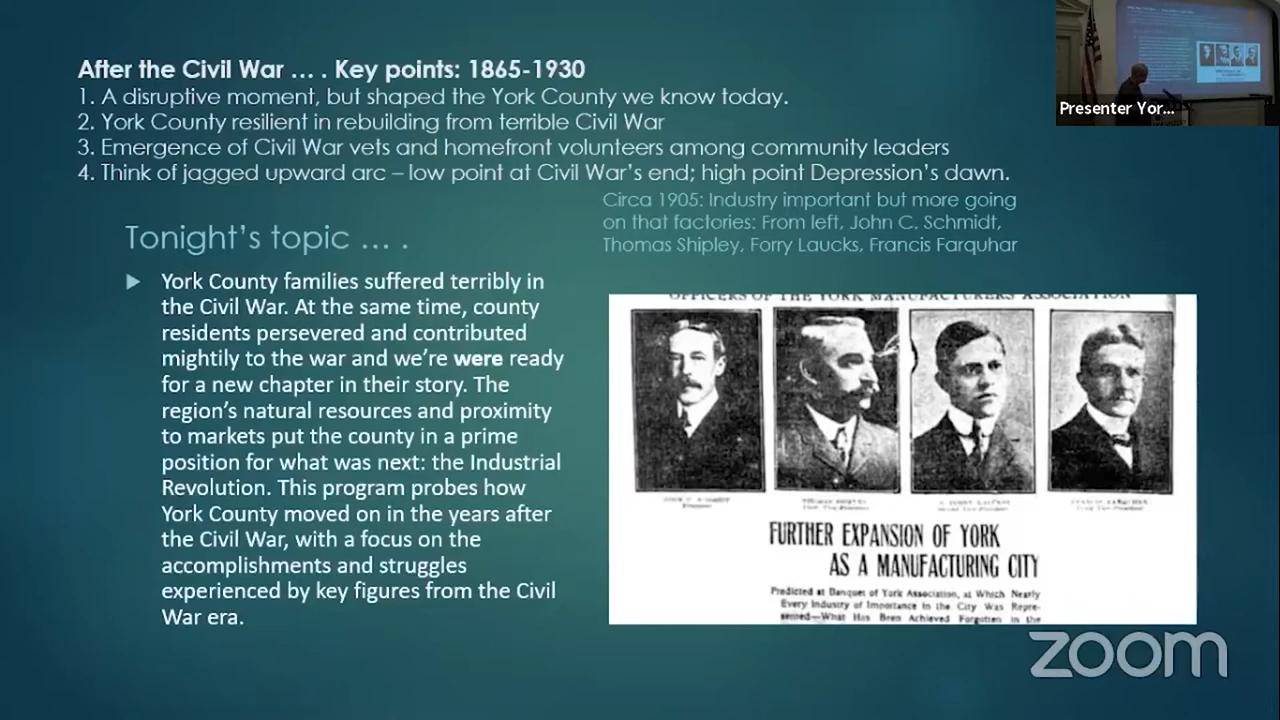 After the Civil War … . Key points: 1865-1930
1. A disruptive moment, but shaped the York County we know today.
2. York County resilient in rebuilding from terrible Civil War
3. Emergence of Civil War vets and homefront volunteers among community leaders
4. Think of jagged upward arc – low point at Civil War's end; high point Depression's dawn.
Presenter Yor...
Circa 1905: Industry important but more going
on that factories: From left, John C. Schmidt,
Thomas Shipley, Forry Laucks, Francis Farquhar
Tonight's topic … .
York County families suffered terribly in
the Civil War. At the same time, county
residents persevered and contributed
mightily to the war and we're were ready
for a new chapter in their story. The
region's natural resources and proximity
to markets put the county in a prime
position for what was next: the Industrial
Revolution. This program probes how
York County moved on in the years after
the Civil War, with a focus on the
accomplishments and struggles
experienced by key figures from the Civil
War era.
OFFICERS OF THE YORK MANUFACTURERS ASSOCIATION
FURTHER EXPANSION OF YORK
AS A MANUFACTURING CITY
Predicted at Banquet of York Association, at Which Nearly
Every Industry of Importance in the City Was Repre-
sented—What Has Been Achieved Forgotten in the
zoom